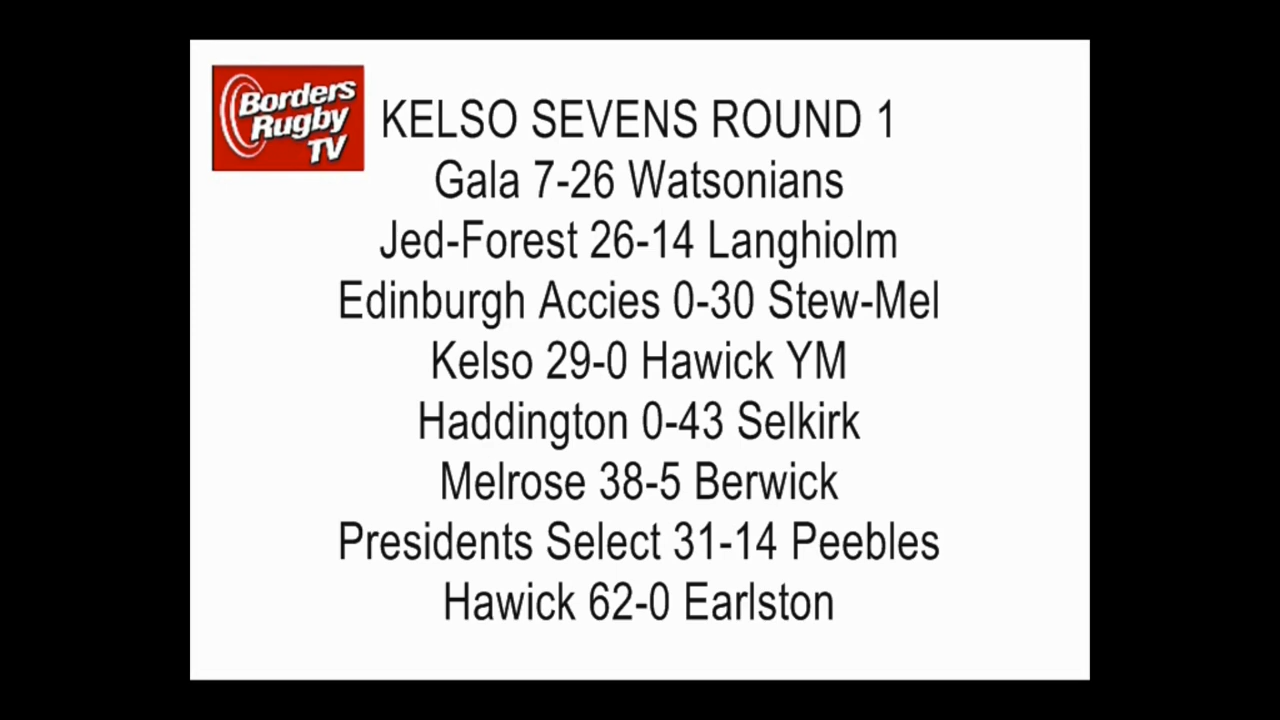 Borders
Rugby
TV
KELSO SEVENS ROUND 1
Gala 7-26 Watsonians
Jed-Forest 26-14 Langhiolm
Edinburgh Accies 0-30 Stew-Mel
Kelso 29-0 Hawick YM
Haddington 0-43 Selkirk
Melrose 38-5 Berwick
Presidents Select 31-14 Peebles
Hawick 62-0 Earlston